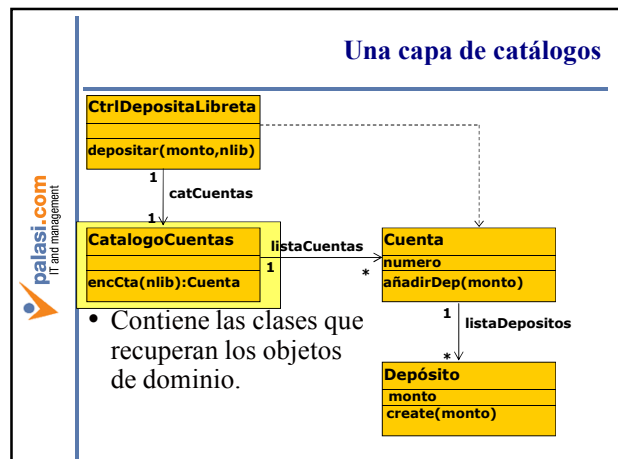 Una capa de catálogos
CtrlDepositaLibreta
depositar(monto,nlib)
1
catCuentas
1
CatalogoCuentas
encCta(nlib):Cuenta
listaCuentas
1
*
Cuenta
numero
añadirDep(monto)
1
listaDepositos
*
Depósito
monto
create(monto)
• Contiene las clases que
recuperan los objetos
de dominio.
palasi.com
IT and management